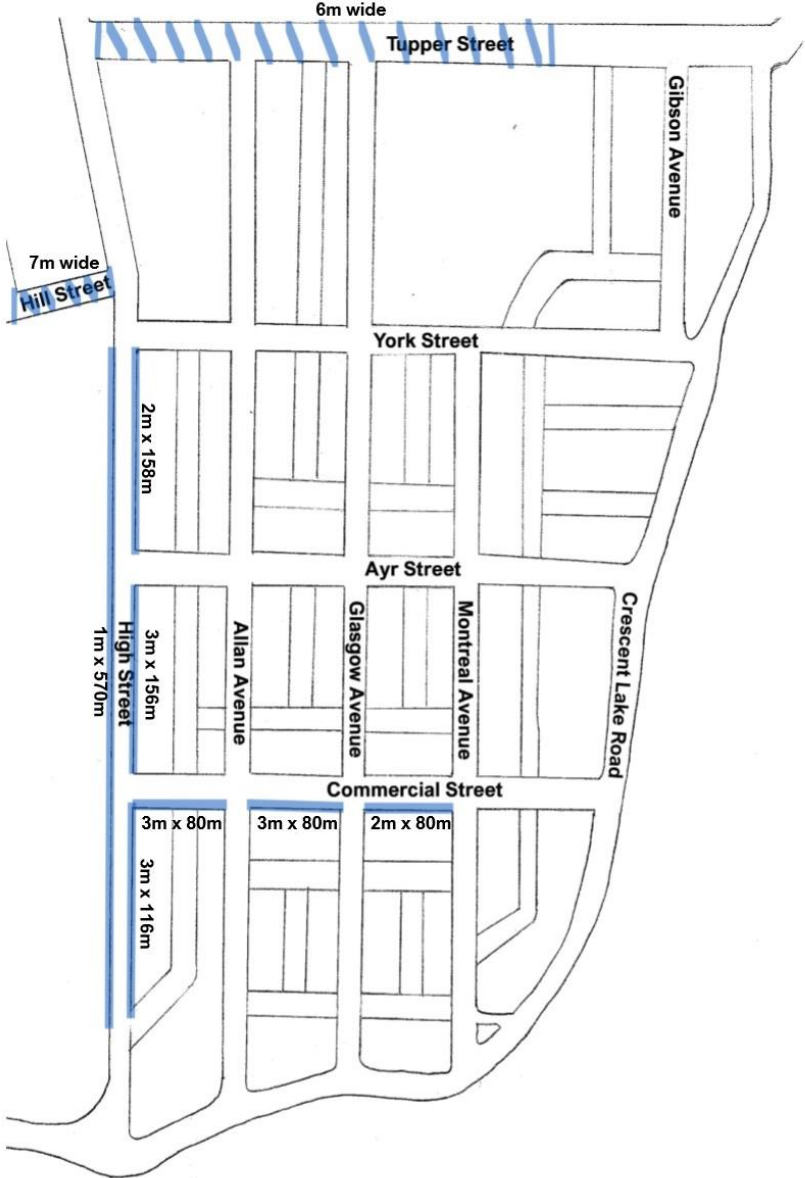 6m wide
Tupper Street
Gibson Avenue
7m wide
Hill Street
York Street
2m x 158m
Ayr Street
1m x 570m
High Street
3m x 156m
Allan Avenue
Glasgow Avenue
Montreal Avenue
Crescent Lake Road
Commercial Street
3m x 80m
3m x 80m
2m x 80m
3m x 116m